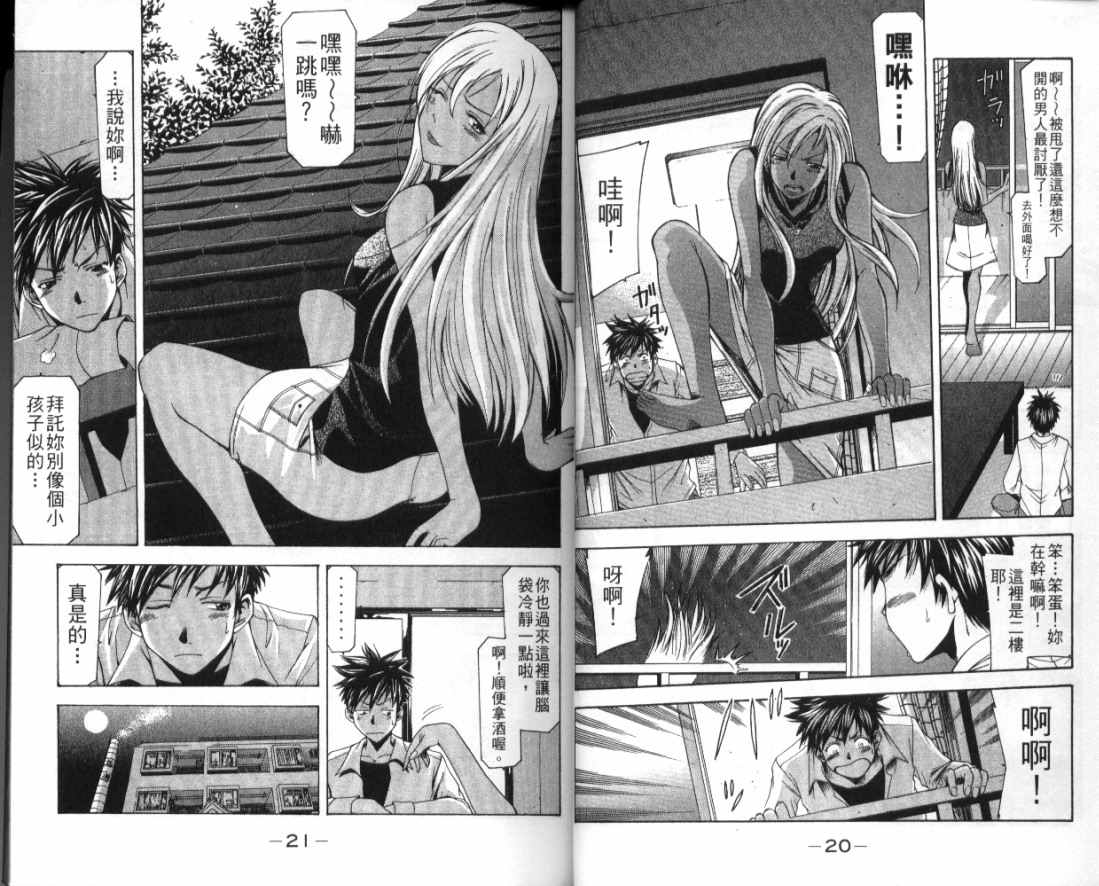 啊～～被甩了還這麼想不
開的男人最討厭了！
去外面喝好了！
ガラッ
嘿咻…！
哇啊！
ガタッ
笨…笨蛋！妳
在幹嘛啊！
這裡是二樓
耶！
呀啊！
ズルッ
啊啊！
—20—
嘿嘿～～嚇
一跳嗎？
…我說妳啊…
拜託妳別像個小
孩子似的…
你也過來這裡讓腦
袋冷靜一點啦，
啊！順便拿酒喔。
………
真是的…
—21—